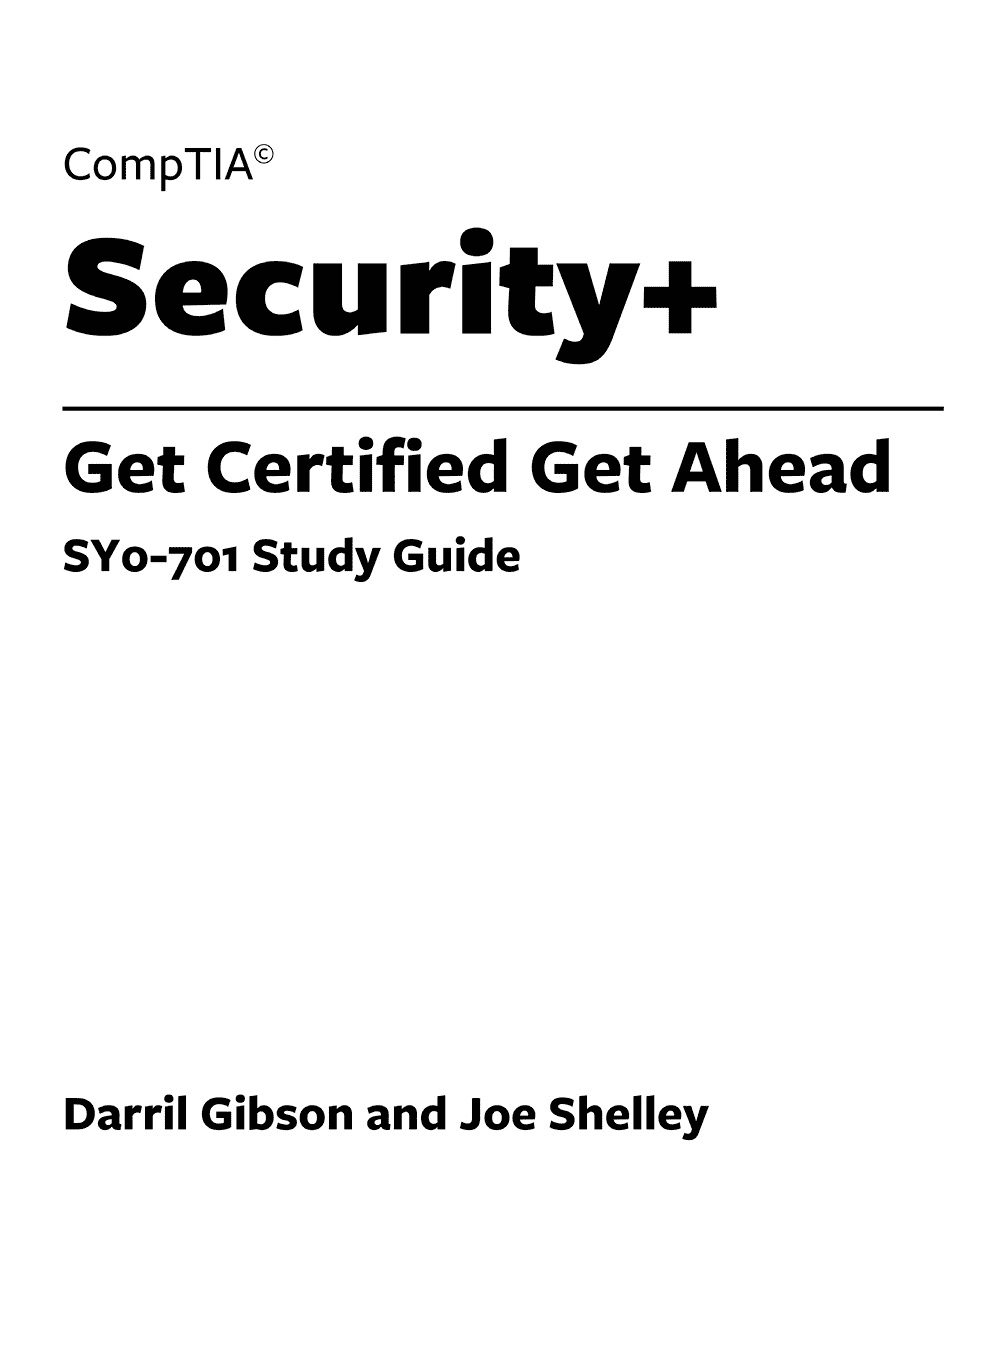 CompTIA©
Security+
Get Certified Get Ahead
SY0-701 Study Guide
Darril Gibson and Joe Shelley